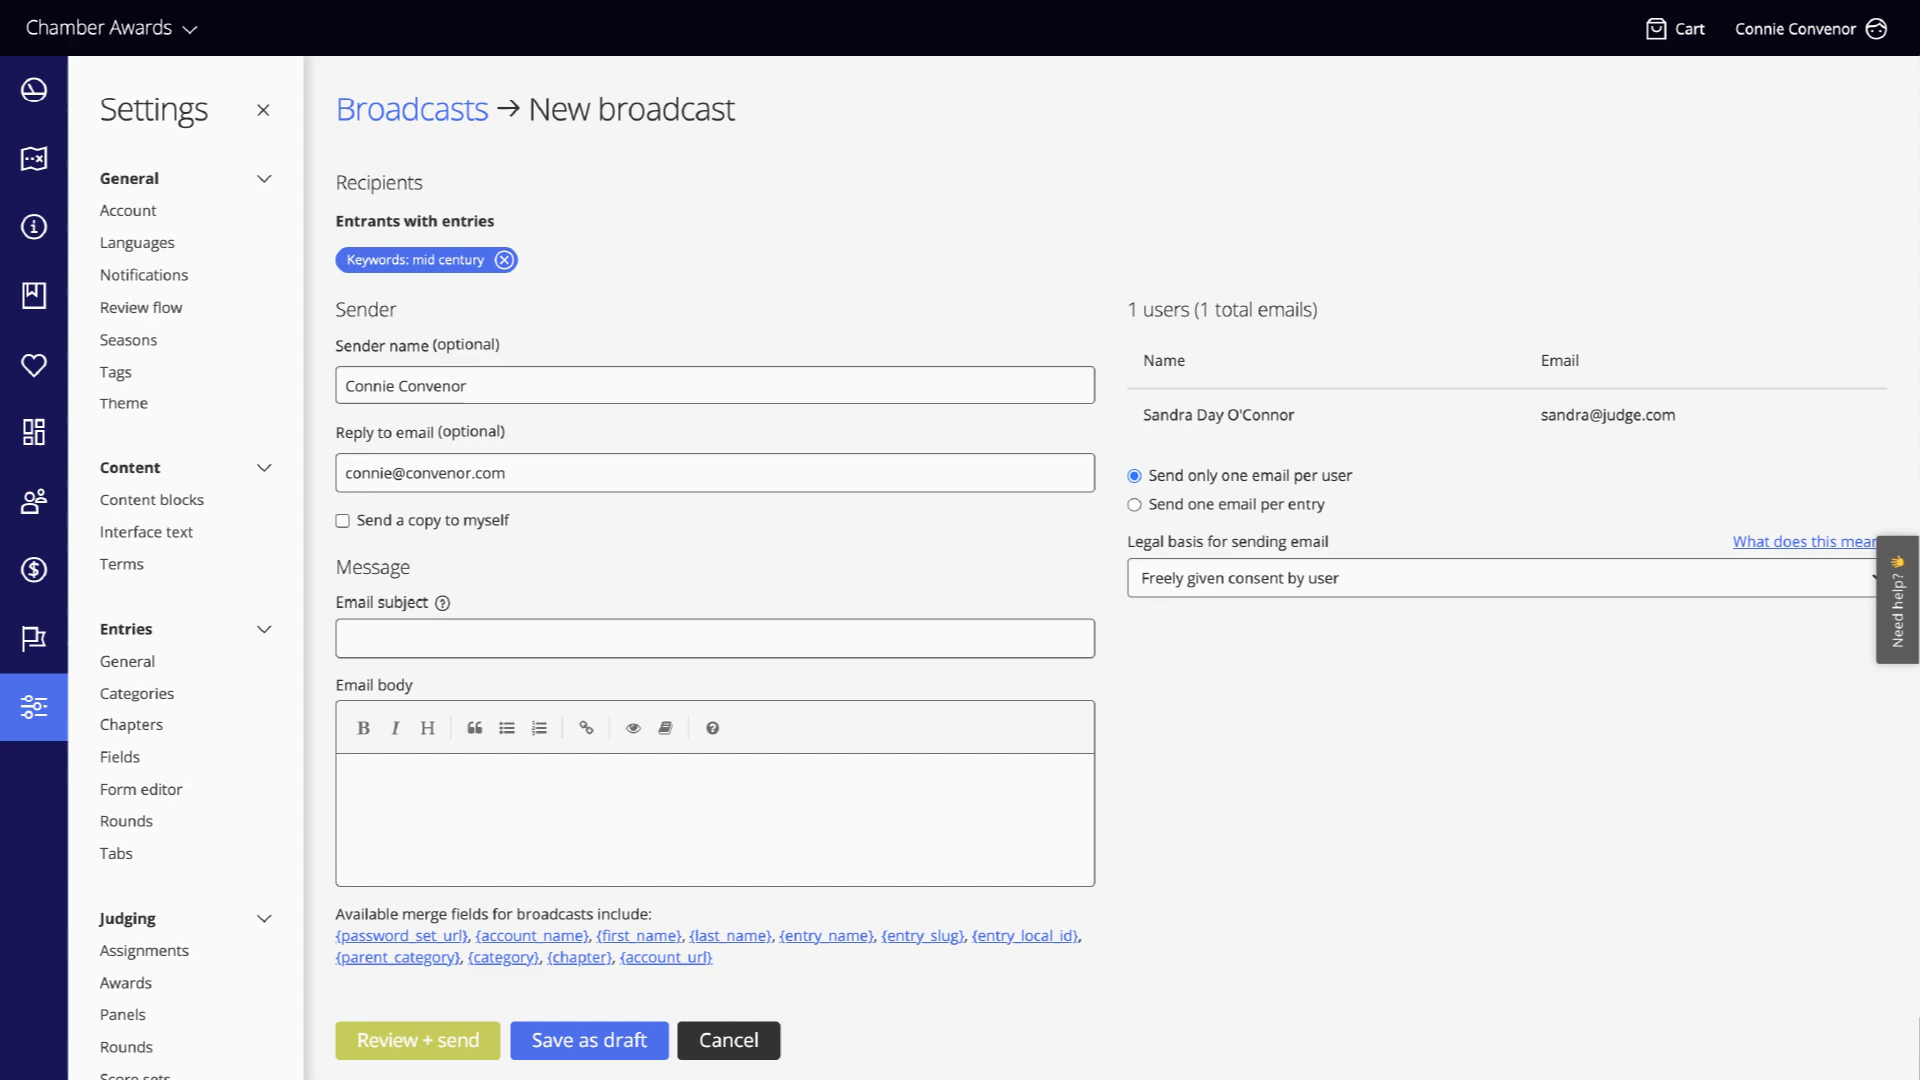 Chamber Awards
Cart
Connie Convenor
Settings
General
Account
Languages
Notifications
Review flow
Seasons
Tags
Theme
Content
Content blocks
Interface text
Terms
Entries
General
Categories
Chapters
Fields
Form editor
Rounds
Tabs
Judging
Assignments
Awards
Panels
Rounds
Score sets
Broadcasts → New broadcast
Recipients
Entrants with entries
Keywords: mid century
Sender
Sender name (optional)
Connie Convenor
Reply to email (optional)
connie@convenor.com
Send a copy to myself
Message
Email subject
Email body
B I H
Available merge fields for broadcasts include:
{password_set_url}, {account_name}, {first_name}, {last_name}, {entry_name}, {entry_slug}, {entry_local_id},
{parent_category}, {category}, {chapter}, {account_url}
Review + send
Save as draft
Cancel
1 users (1 total emails)
Name Email
Sandra Day O'Connor sandra@judge.com
Send only one email per user
Send one email per entry
Legal basis for sending email
What does this mean
Freely given consent by user
Need help? 👋